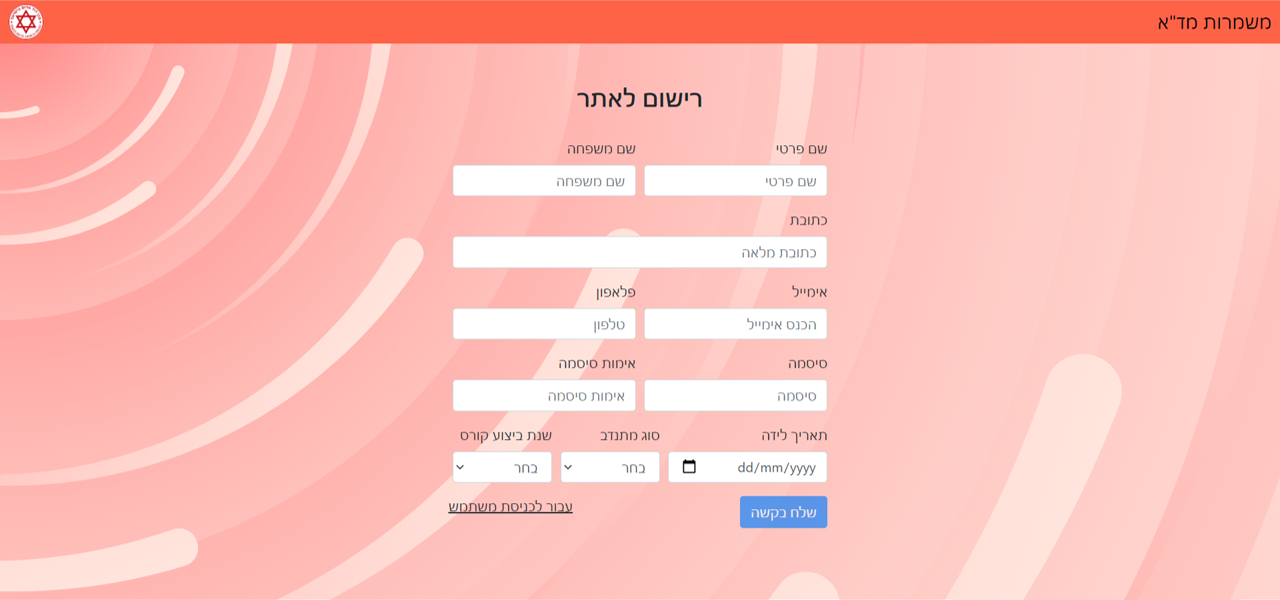 משמרות מד"א
רישום לאתר
שם פרטי שם משפחה
שם פרטי שם משפחה
כתובת
כתובת מלאה
אימייל פלאפון
הכנס אימייל טלפון
סיסמה אימות סיסמה
סיסמה אימות סיסמה
תאריך לידה סוג מתנדב שנת ביצוע קורס
dd/mm/yyyy בחר בחר
שלח בקשה עבור לכניסת משתמש